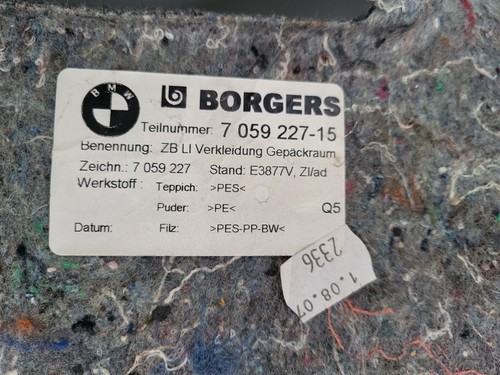 BMW
BORGERS
Teilnummer: 7 059 227-15
Benennung: ZB LI Verkleidung Gepäckraum
Zeichn.: 7 059 227 Stand: E3877V, ZI/ad
Werkstoff : Teppich: >PES<
Puder: >PE< Q5
Datum: Filz: >PES-PP-BW<
1.08.07
2336